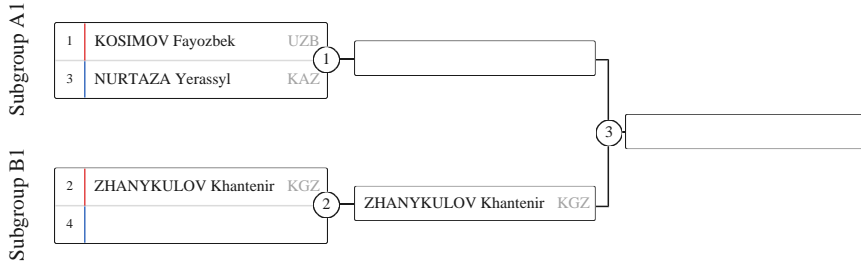 Subgroup A1
1 KOSIMOV Fayozbek UZB
3 NURTAZA Yerassyl KAZ
1
3
Subgroup B1
2 ZHANYKULOV Khantenir KGZ
4
2
ZHANYKULOV Khantenir KGZ